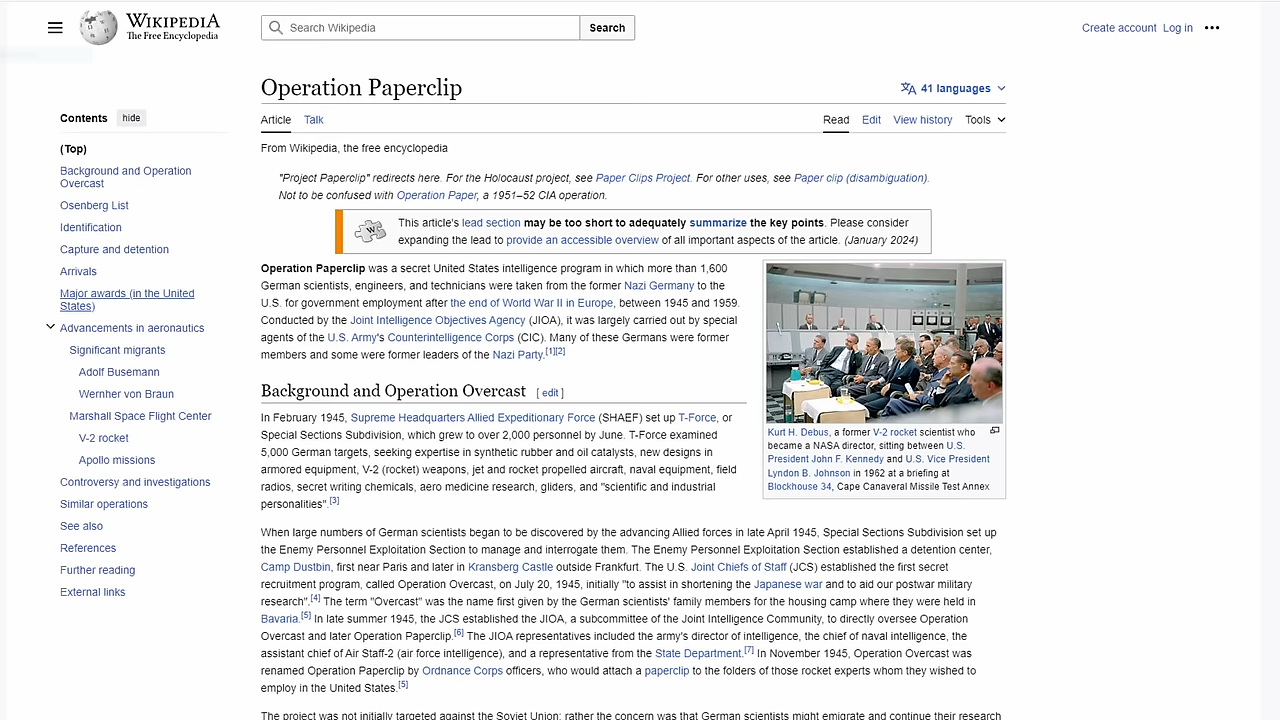 WIKIPEDIA
The Free Encyclopedia
Search Wikipedia
Search
Create account Log in
Contents hide
(Top)
Background and Operation
Overcast
Osenberg List
Identification
Capture and detention
Arrivals
Major awards (in the United
States)
Advancements in aeronautics
Significant migrants
Adolf Busemann
Wernher von Braun
Marshall Space Flight Center
V-2 rocket
Apollo missions
Controversy and investigations
Similar operations
See also
References
Further reading
External links
Operation Paperclip
41 languages
Article Talk
Read Edit View history Tools
From Wikipedia, the free encyclopedia
"Project Paperclip" redirects here. For the Holocaust project, see Paper Clips Project. For other uses, see Paper clip (disambiguation).
Not to be confused with Operation Paper, a 1951–52 CIA operation.
This article's lead section may be too short to adequately summarize the key points. Please consider
expanding the lead to provide an accessible overview of all important aspects of the article. (January 2024)
Operation Paperclip was a secret United States intelligence program in which more than 1,600
German scientists, engineers, and technicians were taken from the former Nazi Germany to the
U.S. for government employment after the end of World War II in Europe, between 1945 and 1959.
Conducted by the Joint Intelligence Objectives Agency (JIOA), it was largely carried out by special
agents of the U.S. Army's Counterintelligence Corps (CIC). Many of these Germans were former
members and some were former leaders of the Nazi Party.[1][2]
Kurt H. Debus, a former V-2 rocket scientist who
became a NASA director, sitting between U.S.
President John F. Kennedy and U.S. Vice President
Lyndon B. Johnson in 1962 at a briefing at
Blockhouse 34, Cape Canaveral Missile Test Annex
Background and Operation Overcast [ edit ]
In February 1945, Supreme Headquarters Allied Expeditionary Force (SHAEF) set up T-Force, or
Special Sections Subdivision, which grew to over 2,000 personnel by June. T-Force examined
5,000 German targets, seeking expertise in synthetic rubber and oil catalysts, new designs in
armored equipment, V-2 (rocket) weapons, jet and rocket propelled aircraft, naval equipment, field
radios, secret writing chemicals, aero medicine research, gliders, and "scientific and industrial
personalities".[3]
When large numbers of German scientists began to be discovered by the advancing Allied forces in late April 1945, Special Sections Subdivision set up
the Enemy Personnel Exploitation Section to manage and interrogate them. The Enemy Personnel Exploitation Section established a detention center,
Camp Dustbin, first near Paris and later in Kransberg Castle outside Frankfurt. The U.S. Joint Chiefs of Staff (JCS) established the first secret
recruitment program, called Operation Overcast, on July 20, 1945, initially "to assist in shortening the Japanese war and to aid our postwar military
research".[4] The term "Overcast" was the name first given by the German scientists' family members for the housing camp where they were held in
Bavaria.[5] In late summer 1945, the JCS established the JIOA, a subcommittee of the Joint Intelligence Community, to directly oversee Operation
Overcast and later Operation Paperclip.[6] The JIOA representatives included the army's director of intelligence, the chief of naval intelligence, the
assistant chief of Air Staff-2 (air force intelligence), and a representative from the State Department.[7] In November 1945, Operation Overcast was
renamed Operation Paperclip by Ordnance Corps officers, who would attach a paperclip to the folders of those rocket experts whom they wished to
employ in the United States.[5]
The project was not initially targeted against the Soviet Union; rather the concern was that German scientists might emigrate and continue their research